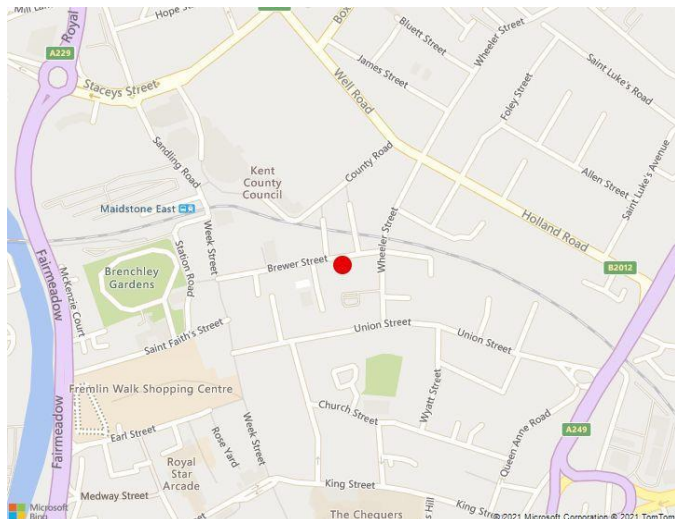 Mill Lane
Hope Street
Royal
A229
Staceys Street
Box
Bluett Street
James Street
Wheeler Street
Saint Luke's Road
Well Road
Foley Street
Sandling Road
Kent
County
Council
County Road
Allen Street
Saint Luke's Avenue
Maidstone East
Holland Road
Week Street
Station Road
Wheeler Street
Brewer Street
B2012
Fairmeadow
Brenchley
Gardens
McKenzie Court
Union Street
Union Street
Saint Faith's Street
Fremlin Walk Shopping Centre
Wyatt Street
Church Street
Week Street
Fairmeadow
Earl Street
Rose Yard
Queen Anne Road
A249
Royal
Star
Arcade
Medway Street
King Street
King Street
s Hill
The Chequers
Microsoft
Bing
© 2021 Microsoft Corporation © 2021 TomTom